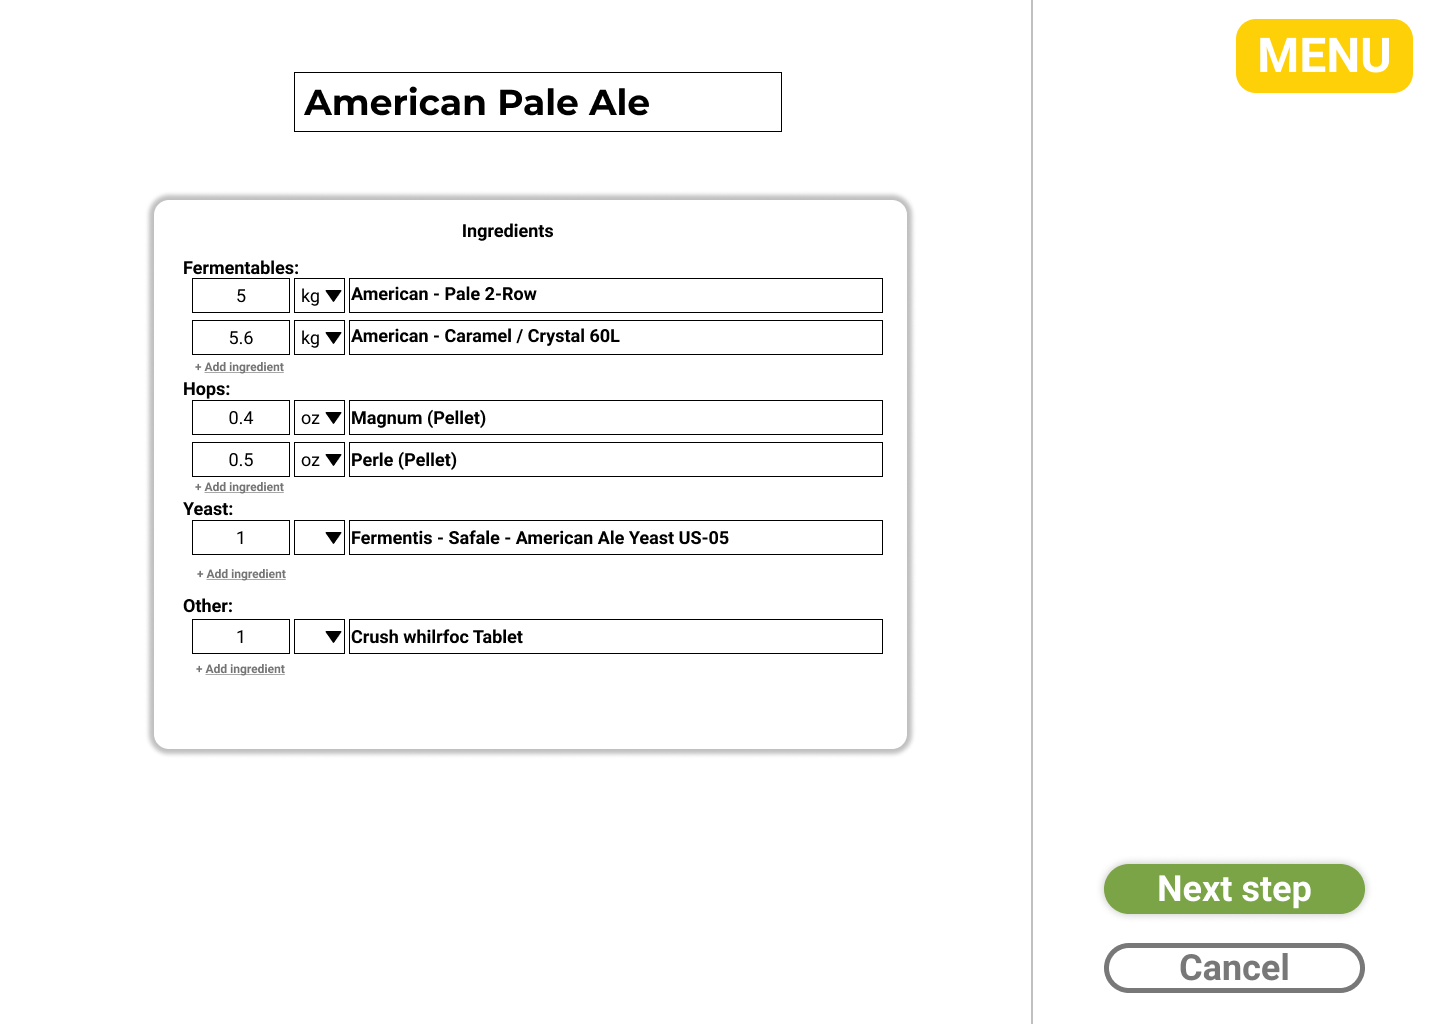 MENU
American Pale Ale
Ingredients
Fermentables:
5 kg American - Pale 2-Row
5.6 kg American - Caramel / Crystal 60L
+ Add ingredient
Hops:
0.4 oz Magnum (Pellet)
0.5 oz Perle (Pellet)
+ Add ingredient
Yeast:
1 Fermentis - Safale - American Ale Yeast US-05
+ Add ingredient
Other:
1 Crush whilrfoc Tablet
+ Add ingredient
Next step
Cancel